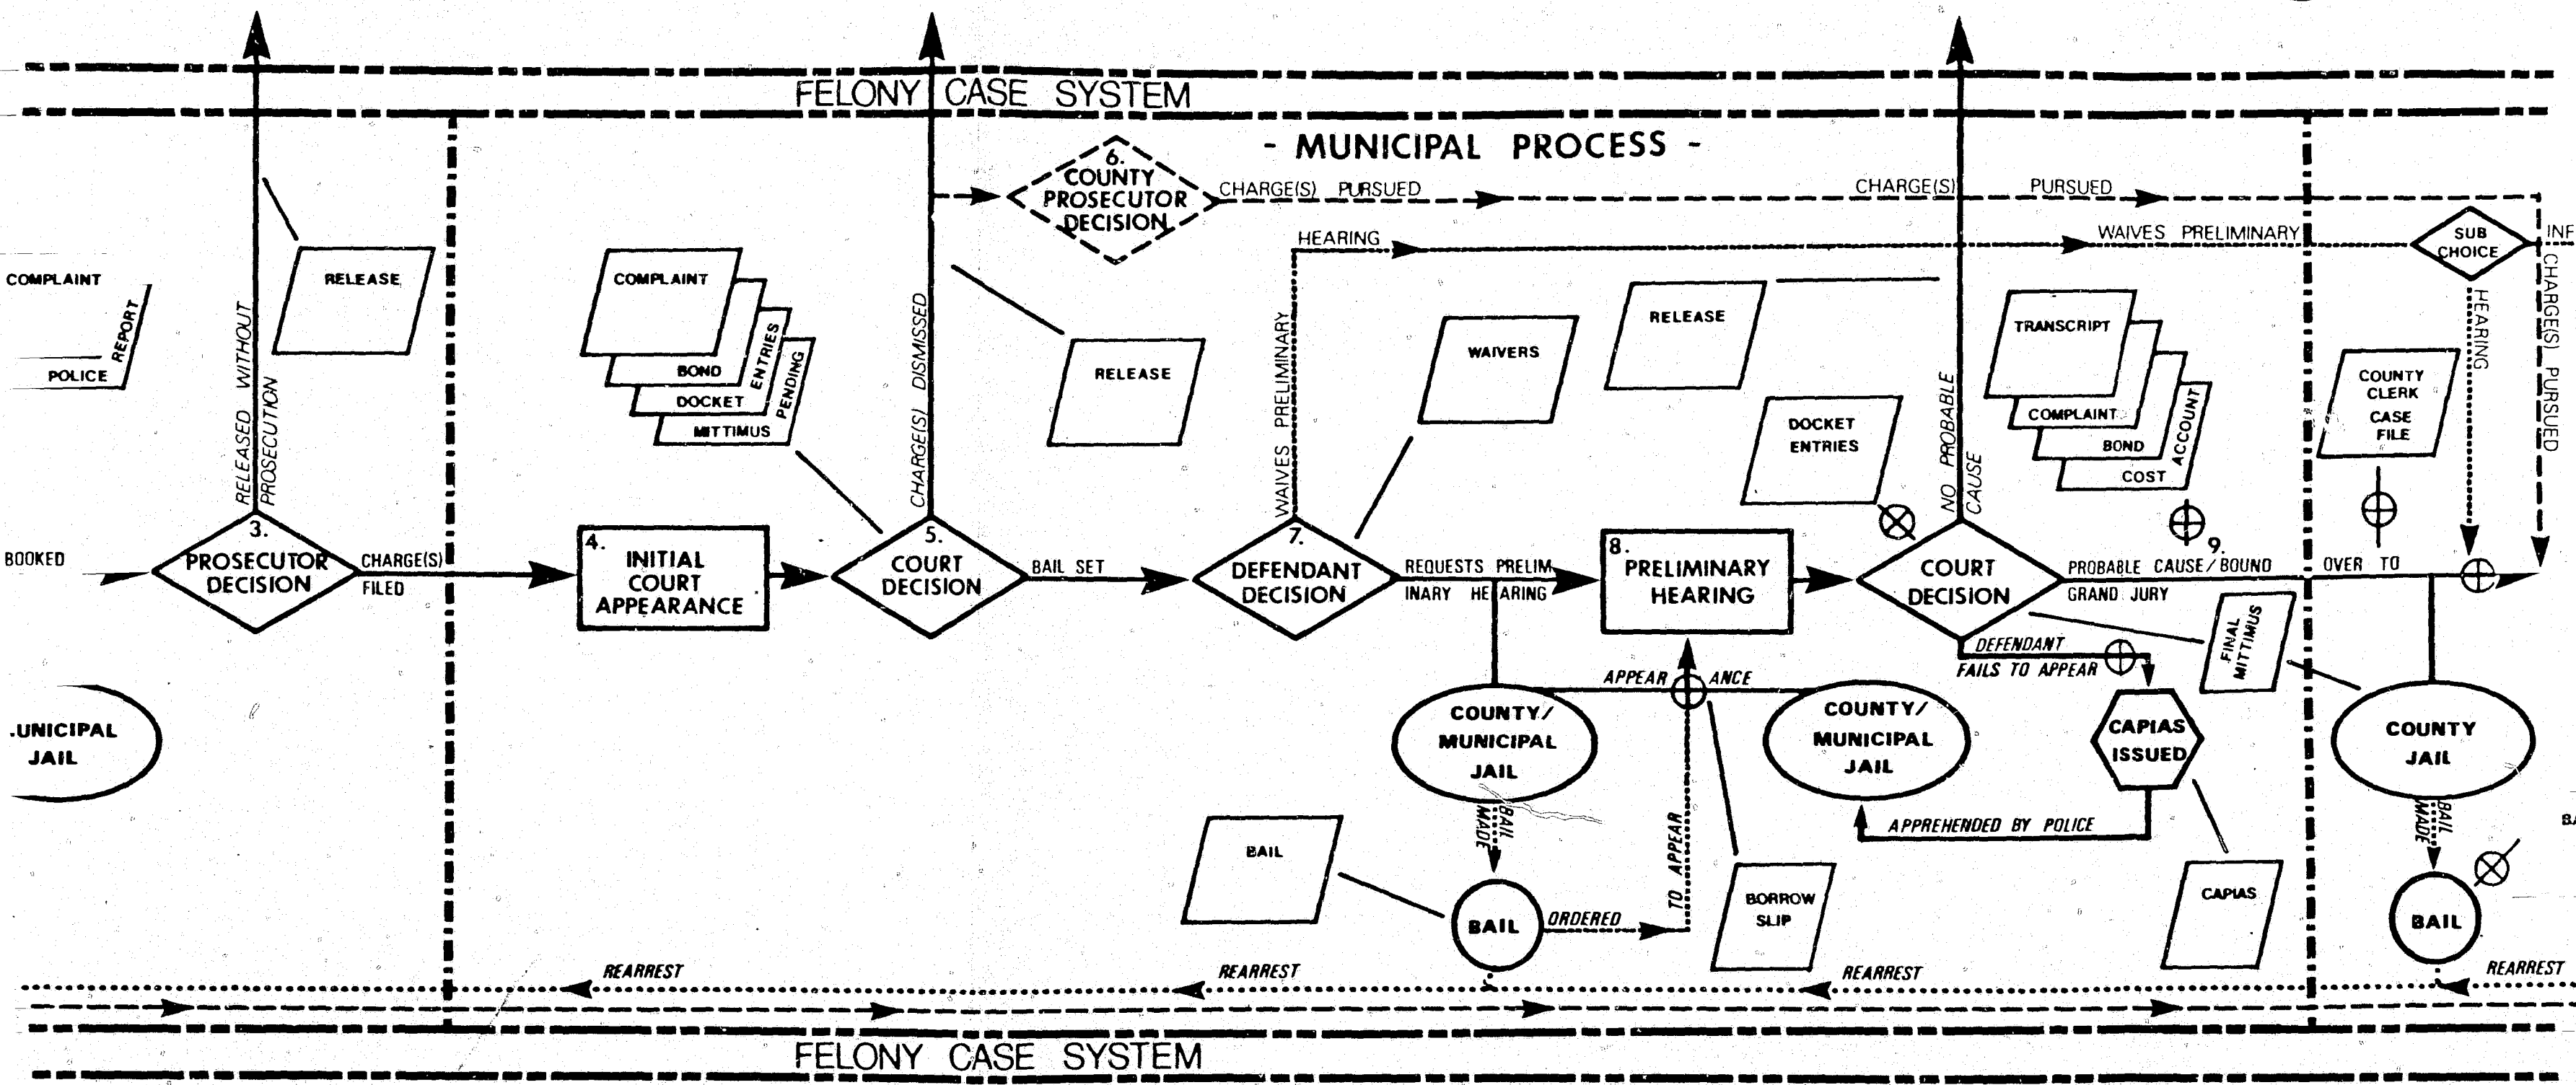 FELONY CASE SYSTEM
- MUNICIPAL PROCESS -
6.
COUNTY
PROSECUTOR
DECISION
CHARGE(S) PURSUED
CHARGE(S) PURSUED
HEARING
WAIVES PRELIMINARY
SUB
CHOICE
INF
HEARING
CHARGE(S) PURSUED
COMPLAINT
REPORT
POLICE
RELEASED WITHOUT
PROSECUTION
RELEASE
COMPLAINT
BOND
ENTRIES
DOCKET
PENDING
MITTIMUS
CHARGE(S) DISMISSED
RELEASE
WAIVES PRELIMINARY
WAIVERS
RELEASE
DOCKET
ENTRIES
NO PROBABLE
CAUSE
TRANSCRIPT
COMPLAINT
BOND
ACCOUNT
COST
COUNTY
CLERK
CASE
FILE
BOOKED
3.
PROSECUTOR
DECISION
CHARGE(S)
FILED
4.
INITIAL
COURT
APPEARANCE
5.
COURT
DECISION
BAIL SET
7.
DEFENDANT
DECISION
REQUESTS PRELIM
INARY HEARING
8.
PRELIMINARY
HEARING
COURT
DECISION
9.
PROBABLE CAUSE/BOUND OVER TO
GRAND JURY
DEFENDANT
FAILS TO APPEAR
FINAL
MITTIMUS
.UNICIPAL
JAIL
COUNTY/
MUNICIPAL
JAIL
APPEAR ANCE
COUNTY/
MUNICIPAL
JAIL
CAPIAS
ISSUED
COUNTY
JAIL
BAIL
MADE
TO APPEAR
APPREHENDED BY POLICE
BAIL
MADE
BA
BAIL
BAIL
ORDERED
BORROW
SLIP
CAPIAS
BAIL
REARREST
REARREST
REARREST
REARREST
FELONY CASE SYSTEM